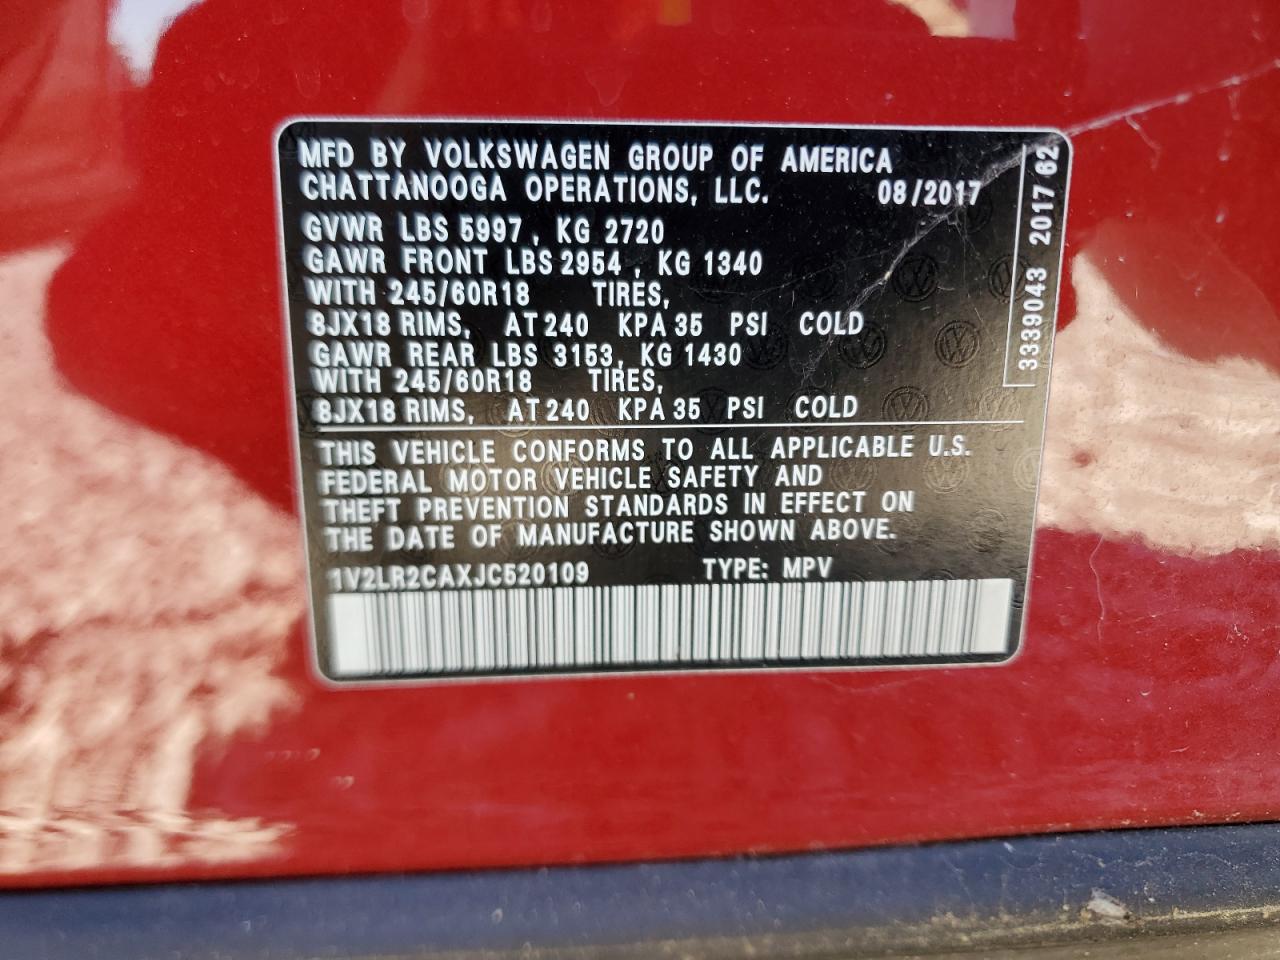 MFD BY VOLKSWAGEN GROUP OF AMERICA
CHATTANOOGA OPERATIONS, LLC. 08/2017
GVWR LBS 5997, KG 2720
GAWR FRONT LBS 2954, KG 1340
WITH 245/60R18 TIRES,
8JX18 RIMS, AT 240 KPA 35 PSI COLD
GAWR REAR LBS 3153, KG 1430
WITH 245/60R18 TIRES,
8JX18 RIMS, AT 240 KPA 35 PSI COLD
THIS VEHICLE CONFORMS TO ALL APPLICABLE U.S.
FEDERAL MOTOR VEHICLE SAFETY AND
THEFT PREVENTION STANDARDS IN EFFECT ON
THE DATE OF MANUFACTURE SHOWN ABOVE.
1V2LR2CAXJC520109 TYPE: MPV
3339043 2017 62